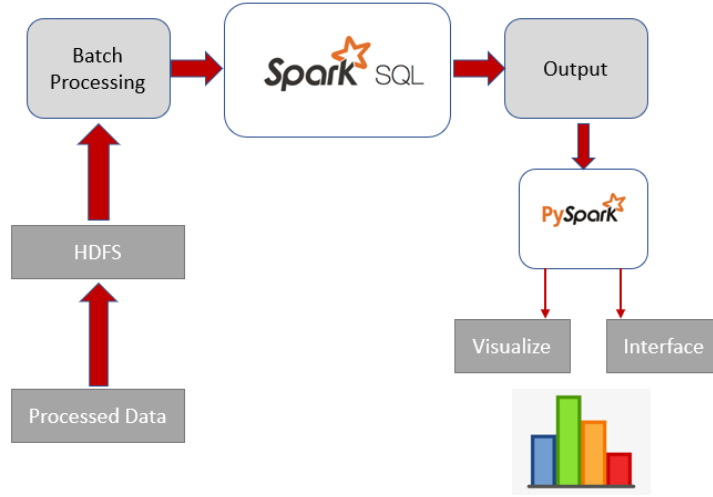 Batch
Processing
Spark SQL
Output
PySpark
HDFS
Visualize
Interface
Processed Data